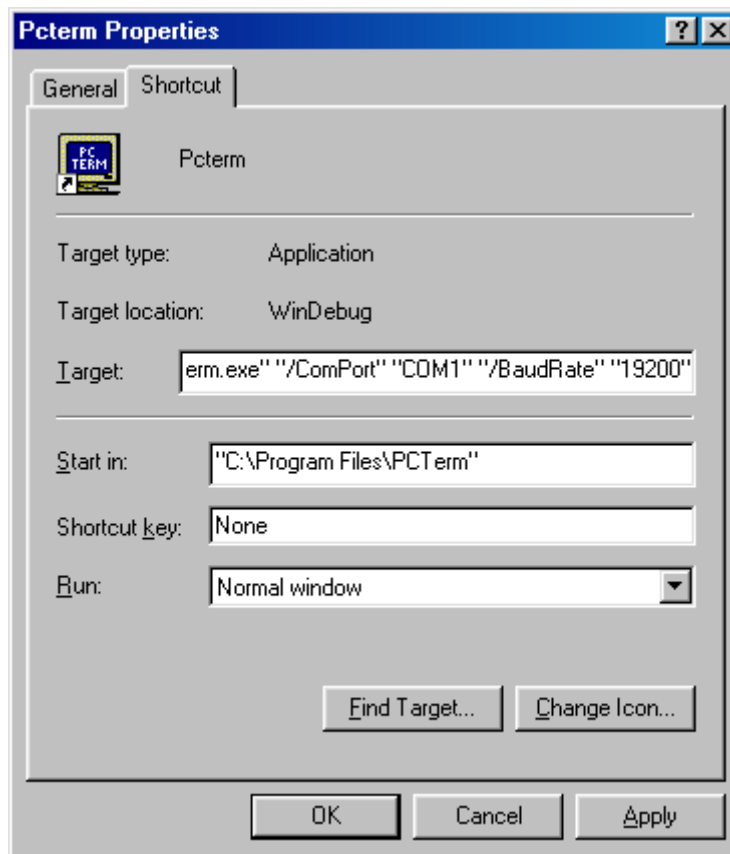 Pcterm Properties
General Shortcut
PC
TERM
Pcterm
Target type: Application
Target location: WinDebug
Target: erm.exe" "/ComPort" "COM1" "/BaudRate" "19200"
Start in: "C:\Program Files\PCTerm"
Shortcut key: None
Run: Normal window
Find Target... Change Icon...
OK Cancel Apply